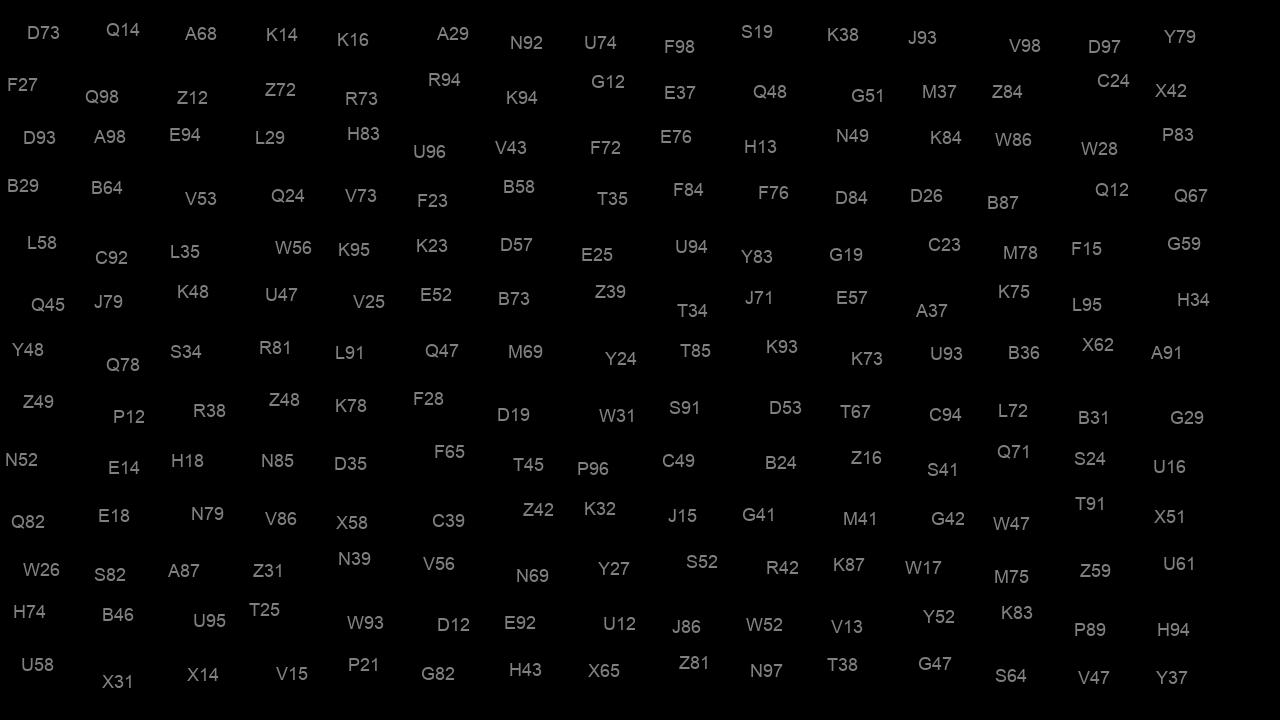 D73 Q14 A68 K14 K16 A29 N92 U74 F98 S19 K38 J93 V98 D97 Y79
F27 Q98 Z12 Z72 R73 R94 K94 G12 E37 Q48 G51 M37 Z84 C24 X42
D93 A98 E94 L29 H83 U96 V43 F72 E76 H13 N49 K84 W86 W28 P83
B29 B64 V53 Q24 V73 F23 B58 T35 F84 F76 D84 D26 B87 Q12 Q67
L58 C92 L35 W56 K95 K23 D57 E25 U94 Y83 G19 C23 M78 F15 G59
Q45 J79 K48 U47 V25 E52 B73 Z39 T34 J71 E57 A37 K75 L95 H34
Y48 Q78 S34 R81 L91 Q47 M69 Y24 T85 K93 K73 U93 B36 X62 A91
Z49 P12 R38 Z48 K78 F28 D19 W31 S91 D53 T67 C94 L72 B31 G29
N52 E14 H18 N85 D35 F65 T45 P96 C49 B24 Z16 S41 Q71 S24 U16
Q82 E18 N79 V86 X58 C39 Z42 K32 J15 G41 M41 G42 W47 T91 X51
W26 S82 A87 Z31 N39 V56 N69 Y27 S52 R42 K87 W17 M75 Z59 U61
H74 B46 U95 T25 W93 D12 E92 U12 J86 W52 V13 Y52 K83 P89 H94
U58 X31 X14 V15 P21 G82 H43 X65 Z81 N97 T38 G47 S64 V47 Y37